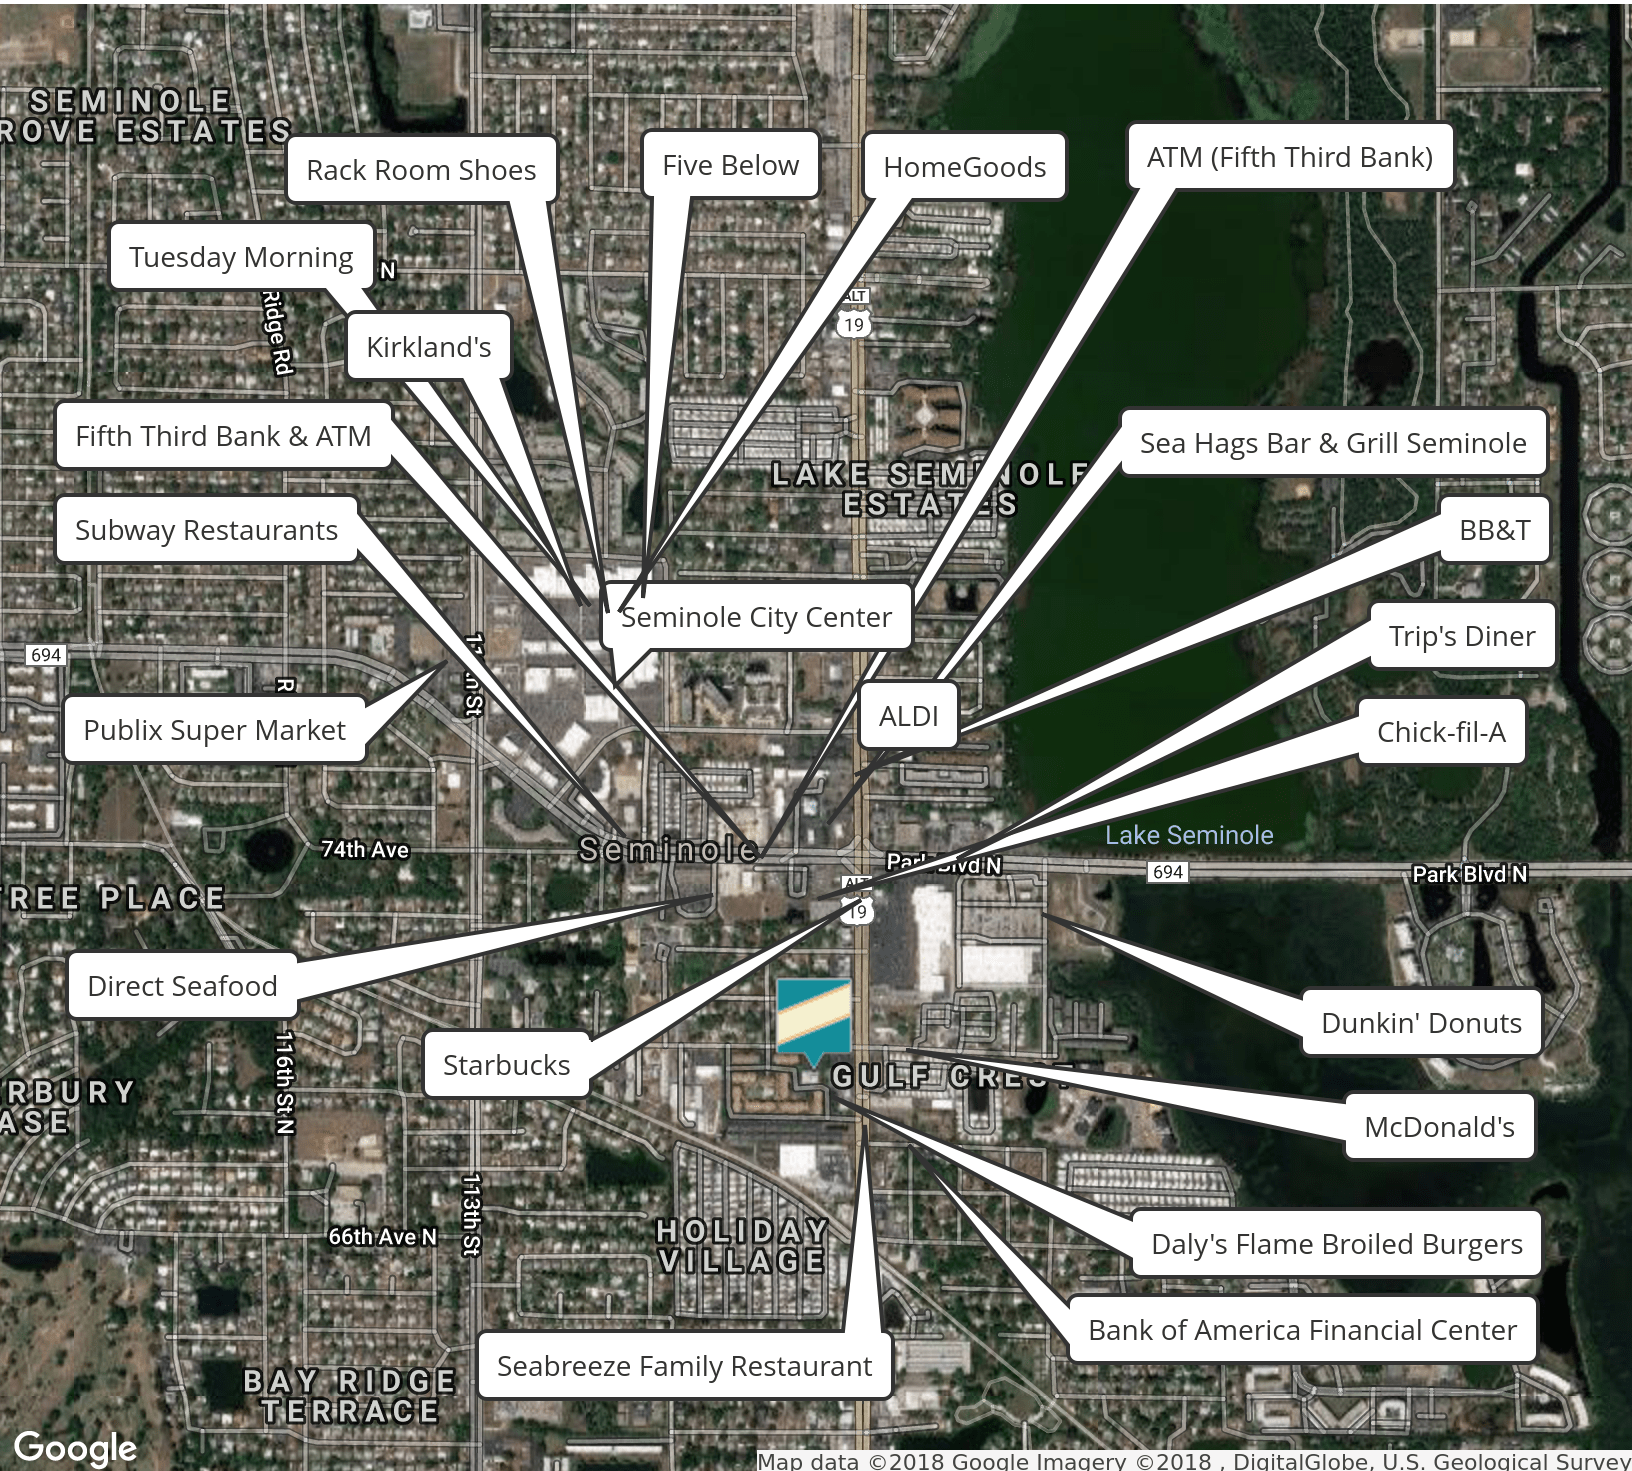 SEMINOLE
ROVE ESTATES
Rack Room Shoes
Five Below
HomeGoods
ATM (Fifth Third Bank)
Tuesday Morning
N
Ridge Rd
ALT
19
Kirkland's
Fifth Third Bank & ATM
Sea Hags Bar & Grill Seminole
LAKE SEMINOLE
ESTATES
Subway Restaurants
BB&T
Seminole City Center
Trip's Diner
694
R
St
ALDI
Publix Super Market
Chick-fil-A
Lake Seminole
74th Ave
Seminole
Park Blvd N
694
Park Blvd N
ALT
19
TREE PLACE
Direct Seafood
Dunkin' Donuts
Starbucks
116th St N
GULF CREST
RBURY
ASE
McDonald's
113th St
66th Ave N
HOLIDAY
VILLAGE
Daly's Flame Broiled Burgers
Bank of America Financial Center
Seabreeze Family Restaurant
BAY RIDGE
TERRACE
Google
Map data ©2018 Google Imagery ©2018 , DigitalGlobe, U.S. Geological Survey